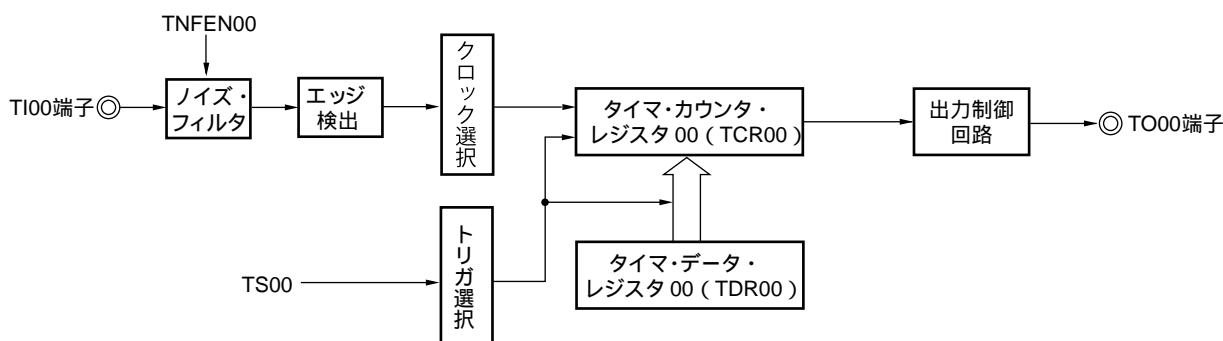 TNFEN00
TI00端子
ノイズ・
フィルタ
エッジ
検出
クロック選択
タイマ・カウンタ・
レジスタ 00 ( TCR00 )
出力制御
回路
TO00端子
TS00
トリガ選択
タイマ・データ・
レジスタ 00 ( TDR00 )